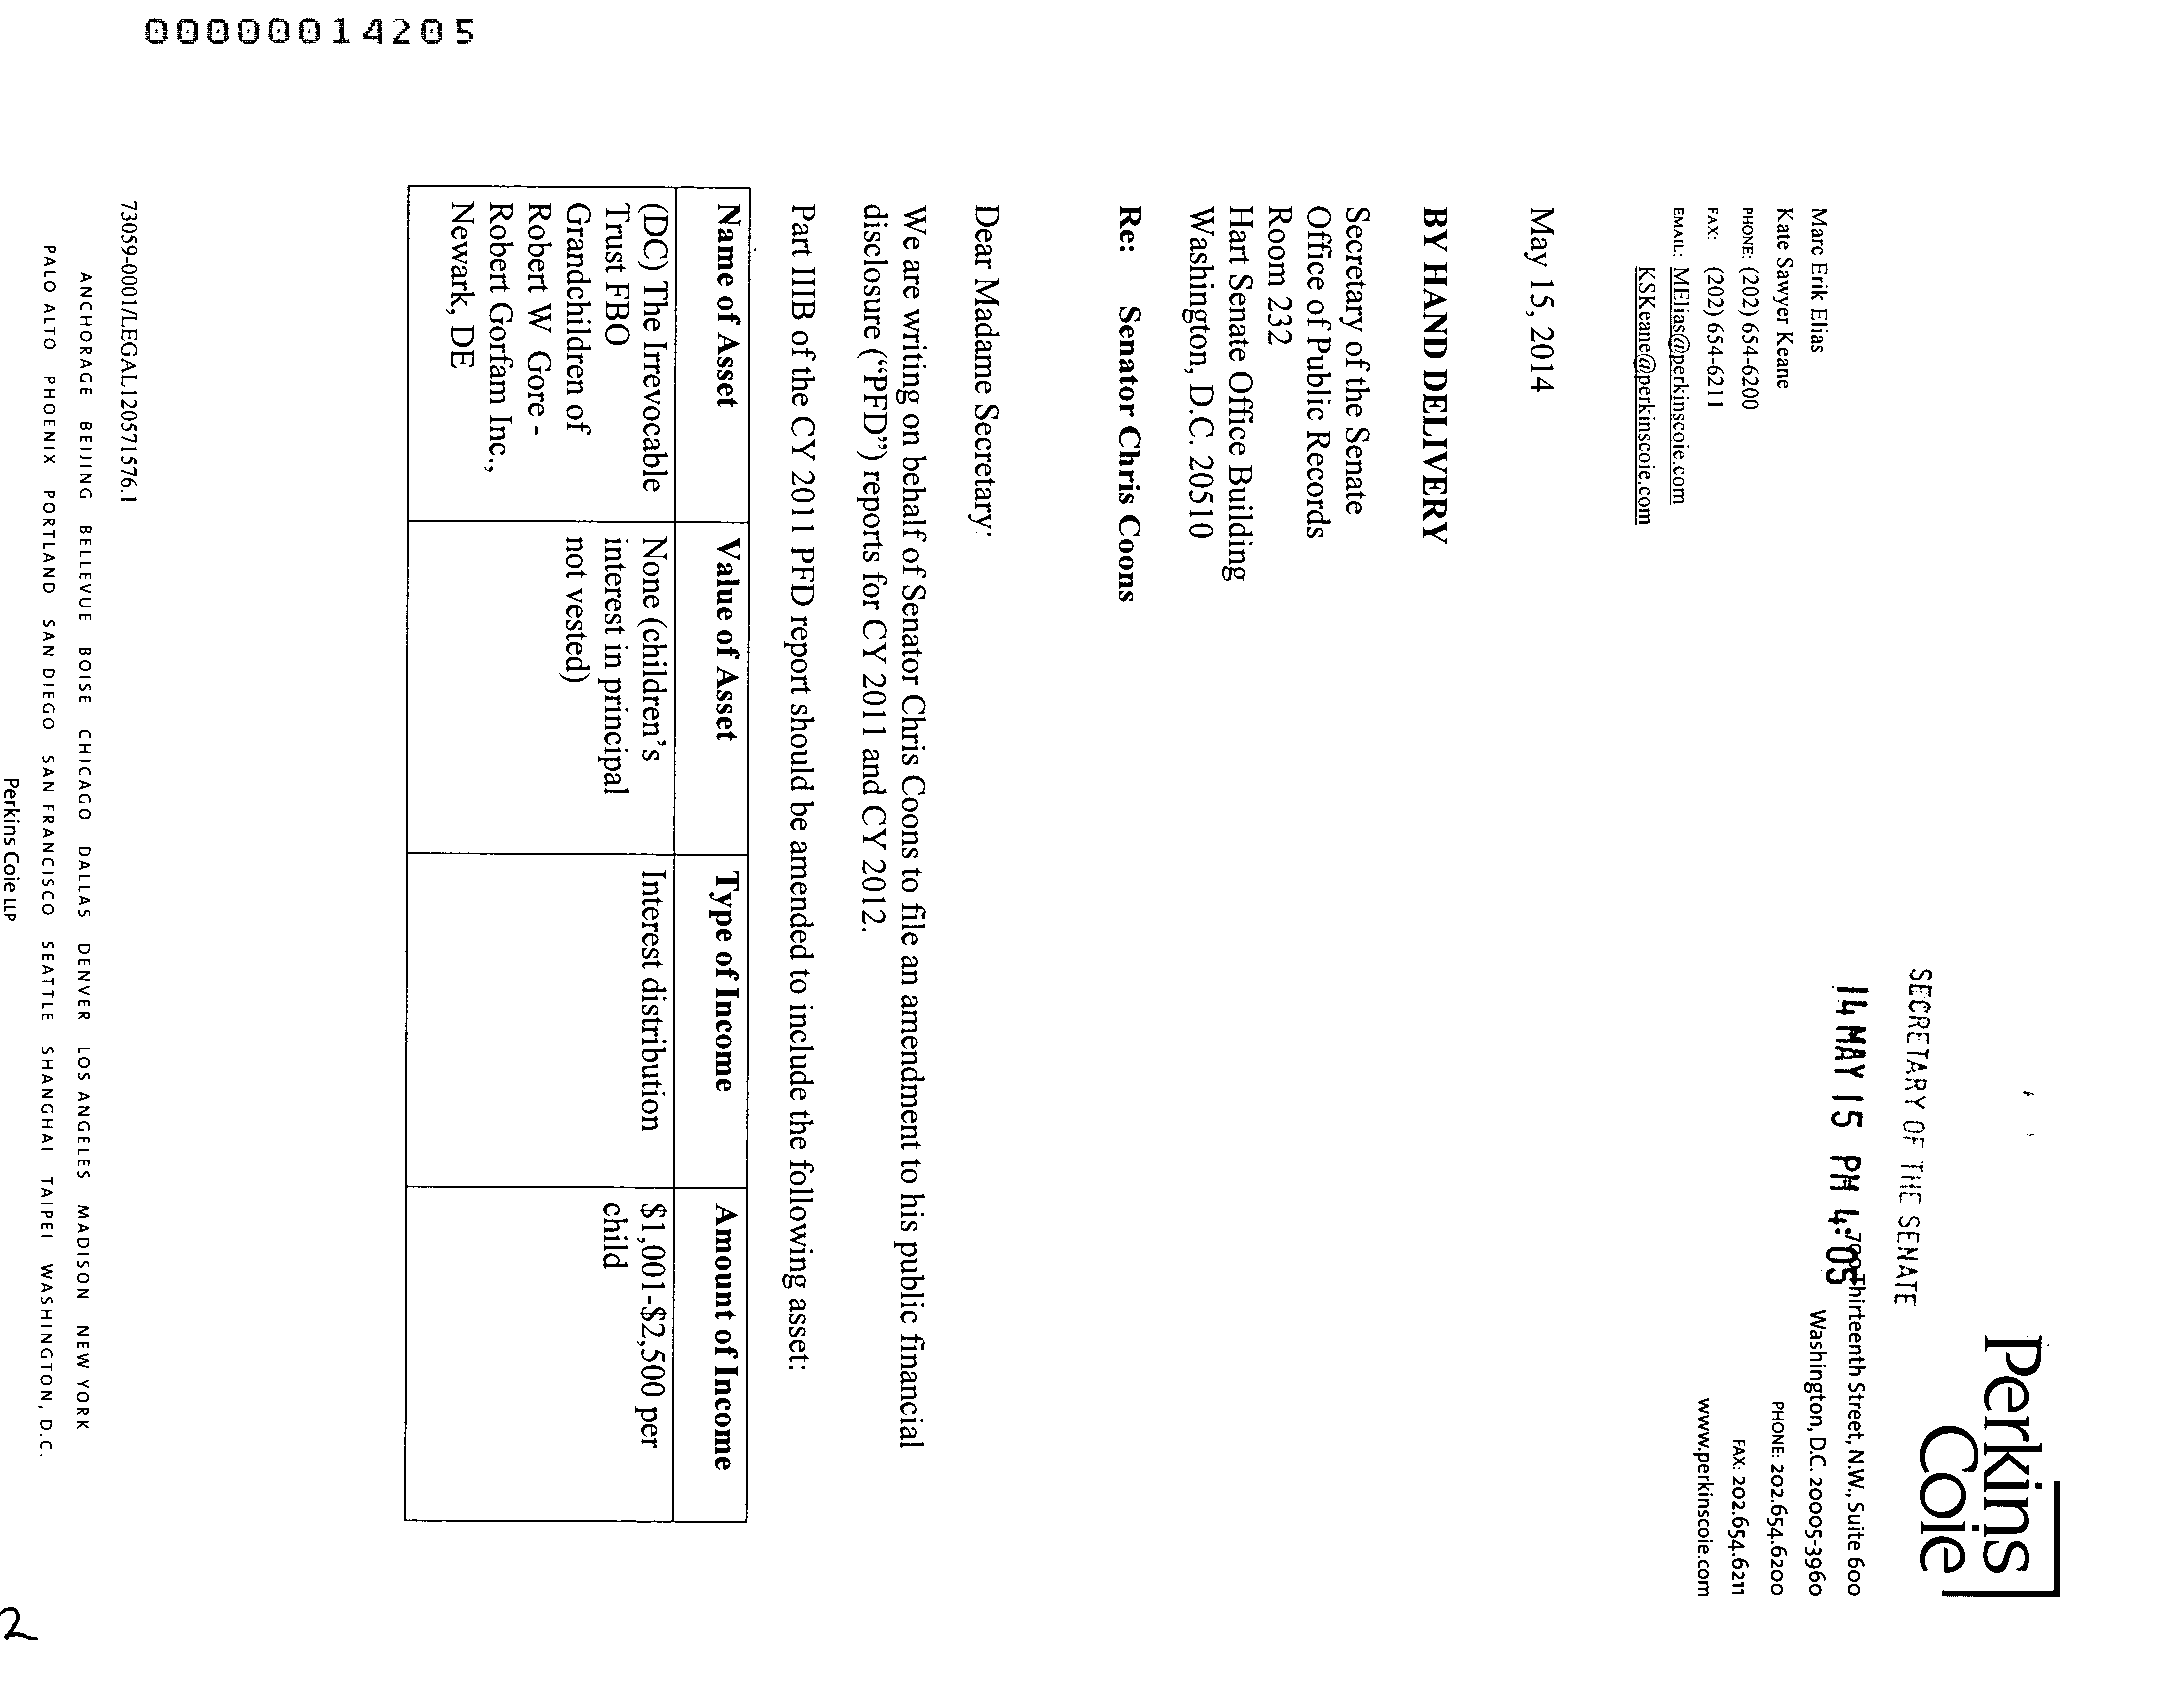 00000014205
Perkins
Coie
SECRETARY OF THE SENATE
14 MAY 15 PM 4:05
Marc Erik Elias
Kate Sawyer Keane
PHONE: (202) 654-6200
FAX: (202) 654-6211
EMAIL: MElias@perkinscoie.com
KSKeane@perkinscoie.com
Thirteenth Street, N.W., Suite 600
Washington, D.C. 20005-3960
PHONE: 202.654.6200
FAX: 202.654.6211
www.perkinscoie.com
May 15, 2014
BY HAND DELIVERY
Secretary of the Senate
Office of Public Records
Room 232
Hart Senate Office Building
Washington, D.C. 20510
Re: Senator Chris Coons
Dear Madame Secretary:
We are writing on behalf of Senator Chris Coons to file an amendment to his public financial
disclosure (“PFD”) reports for CY 2011 and CY 2012.
Part IIIB of the CY 2011 PFD report should be amended to include the following asset:
Name of Asset Value of Asset Type of Income Amount of Income
(DC) The Irrevocable
Trust FBO
Grandchildren of
Robert W Gore -
Robert Gorfam Inc.,
Newark, DE
None (children’s
interest in principal
not vested)
Interest distribution
$1,001-$2,500 per
child
73059-0001/LEGAL120571576.1
ANCHORAGE BEIJING BELLEVUE BOISE CHICAGO DALLAS DENVER LOS ANGELES MADISON NEW YORK
PALO ALTO PHOENIX PORTLAND SAN DIEGO SAN FRANCISCO SEATTLE SHANGHAI TAIPEI WASHINGTON, D.C.
Perkins Coie LLP
2